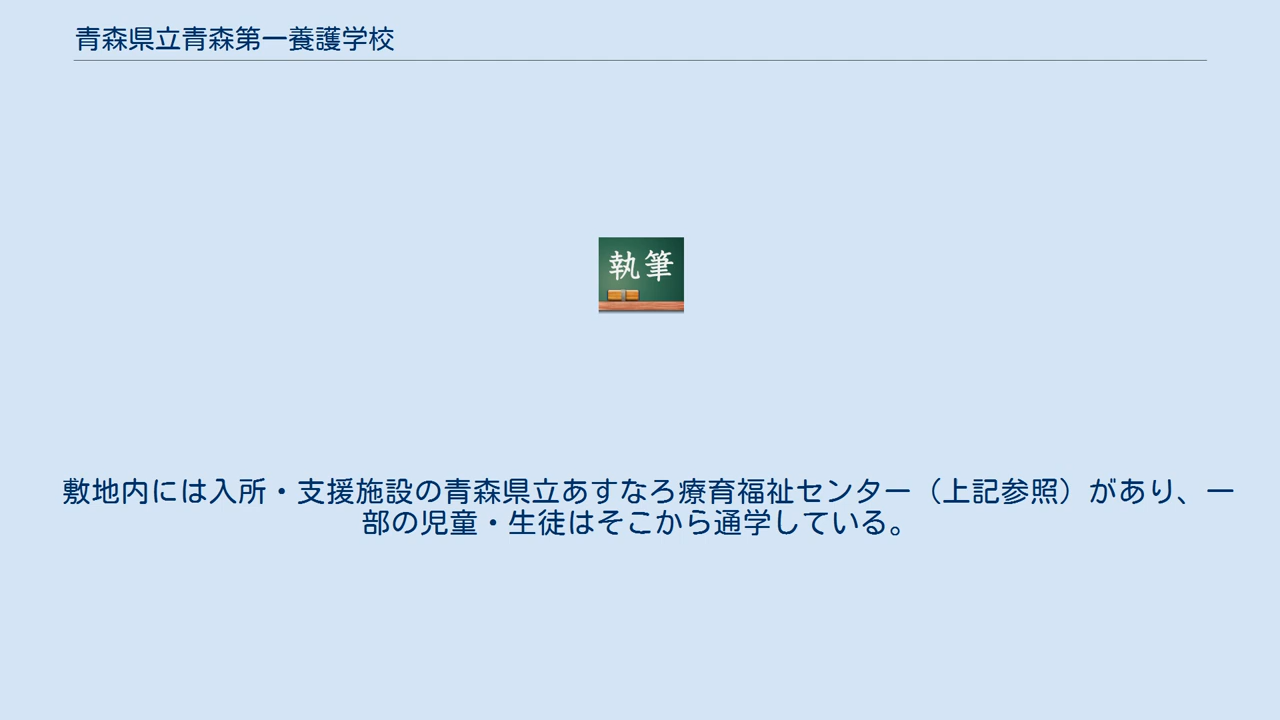 青森県立青森第一養護学校
執筆
敷地内には入所・支援施設の青森県立あすなろ療育福祉センター（上記参照）があり、一
部の児童・生徒はそこから通学している。